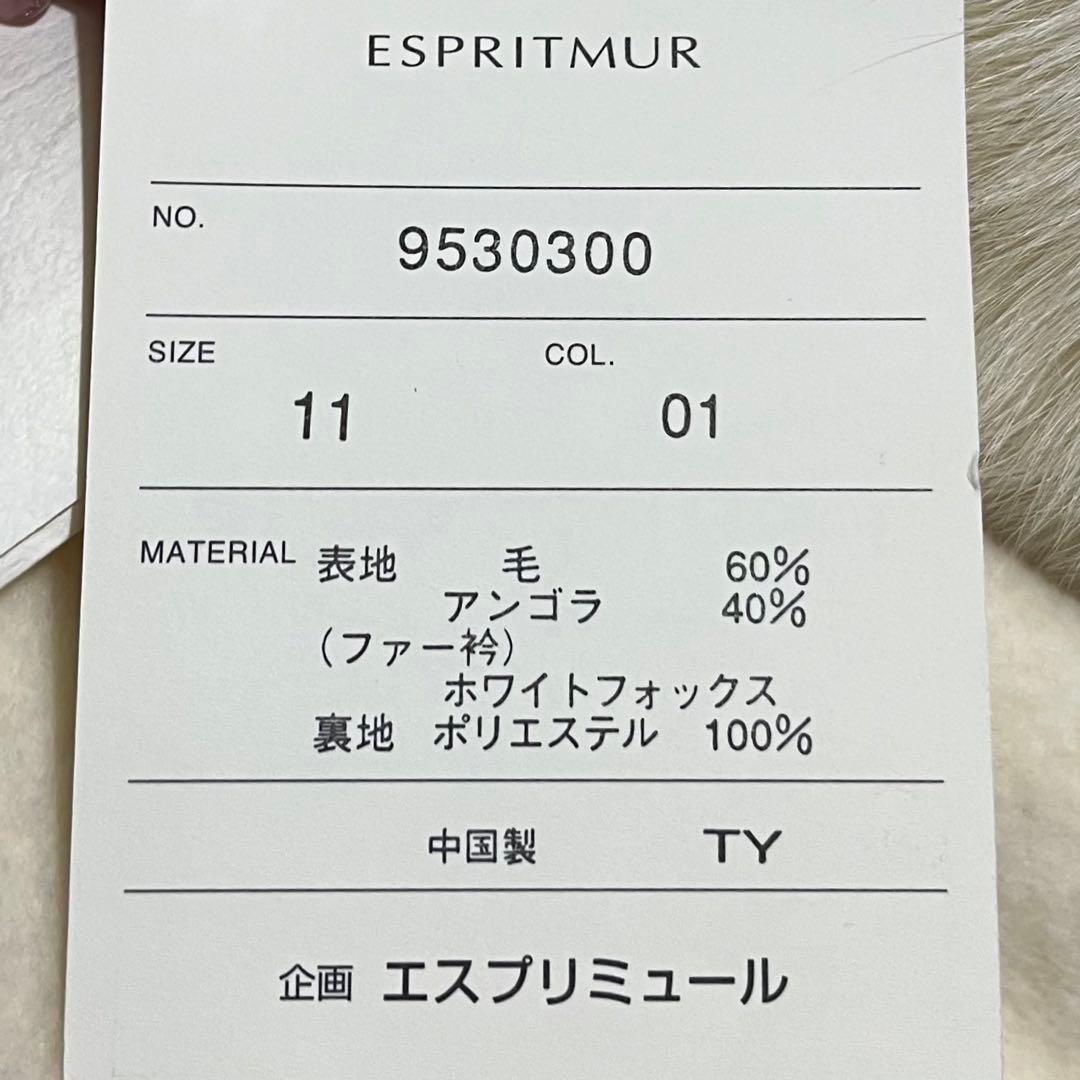 ESPRITMUR
NO. 9530300
SIZE COL.
11 01
MATERIAL 表地 毛 60%
アンゴラ 40%
(ファー衿)
ホワイトフォックス
裏地 ポリエステル 100%
中国製 TY
企画 エスプリミュール